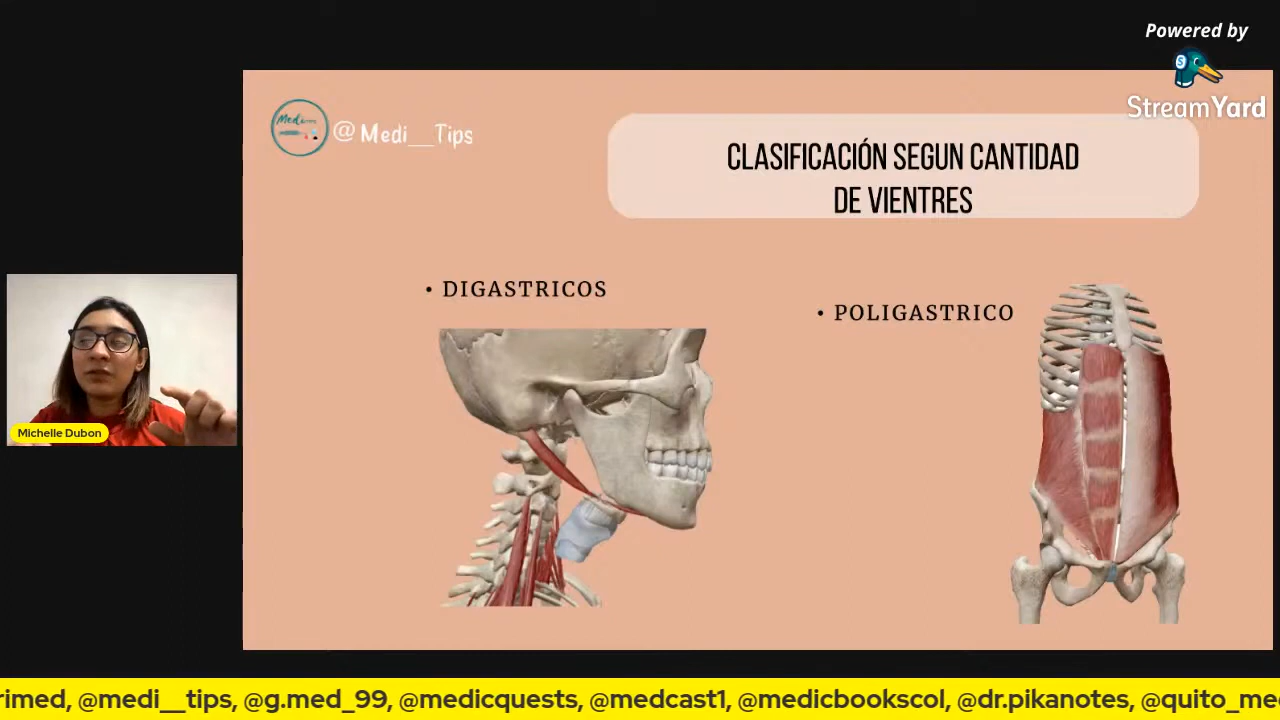 Powered by
StreamYard
Medi
@Medi__Tips
CLASIFICACIÓN SEGUN CANTIDAD
DE VIENTRES
• DIGASTRICOS
• POLIGASTRICO
Michelle Dubon
rimed, @medi__tips, @g.med_99, @medicquests, @medcast1, @medicbookscol, @dr.pikanotes, @quito_me